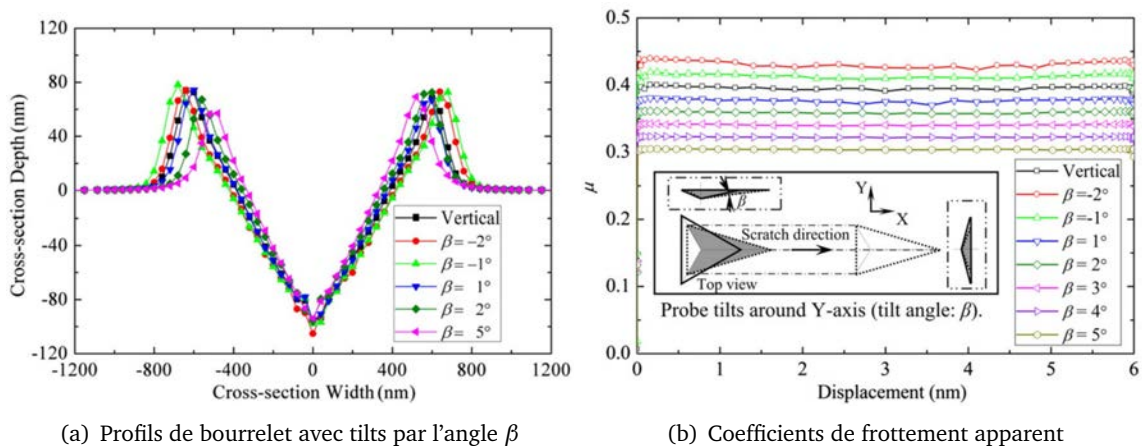 120
80
40
0
-40
-80
-120
Cross-section Depth (nm)
Vertical
β = −2°
β = −1°
β = 1°
β = 2°
β = 5°
-1200 -800 -400 0 400 800 1200
Cross-section Width (nm)
(a) Profils de bourrelet avec tilts par l'angle β
0.5
0.4
0.3
0.2
0.1
0.0
μ
Vertical
β =-2°
β =-1°
β = 1°
β = 2°
β = 3°
β = 4°
β = 5°
β
Y
X
Scratch direction
Top view
Probe tilts around Y-axis (tilt angle: β).
0 1 2 3 4 5 6
Displacement (nm)
(b) Coefficients de frottement apparent